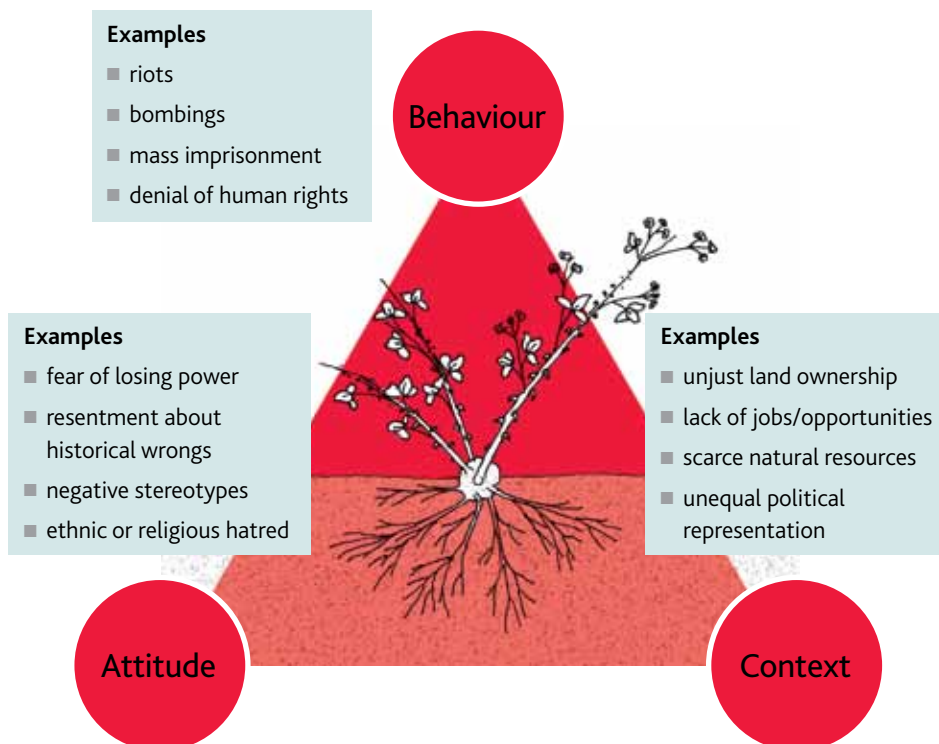 Examples
■ riots
■ bombings
■ mass imprisonment
■ denial of human rights
Behaviour
Examples
■ fear of losing power
■ resentment about
historical wrongs
■ negative stereotypes
■ ethnic or religious hatred
Examples
■ unjust land ownership
■ lack of jobs/opportunities
■ scarce natural resources
■ unequal political
representation
Attitude
Context